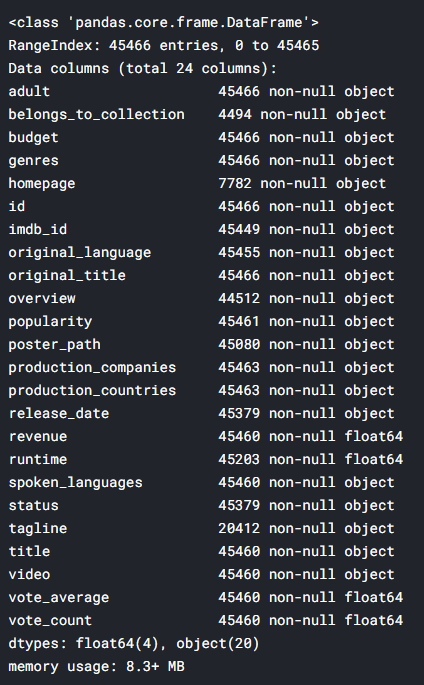 <class 'pandas.core.frame.DataFrame'>
RangeIndex: 45466 entries, 0 to 45465
Data columns (total 24 columns):
adult                    45466 non-null object
belongs_to_collection    4494 non-null object
budget                   45466 non-null object
genres                   45466 non-null object
homepage                 7782 non-null object
id                       45466 non-null object
imdb_id                  45449 non-null object
original_language        45455 non-null object
original_title           45466 non-null object
overview                 44512 non-null object
popularity               45461 non-null object
poster_path              45080 non-null object
production_companies     45463 non-null object
production_countries     45463 non-null object
release_date             45379 non-null object
revenue                  45460 non-null float64
runtime                  45203 non-null float64
spoken_languages         45460 non-null object
status                   45379 non-null object
tagline                  20412 non-null object
title                    45460 non-null object
video                    45460 non-null object
vote_average             45460 non-null float64
vote_count               45460 non-null float64
dtypes: float64(4), object(20)
memory usage: 8.3+ MB